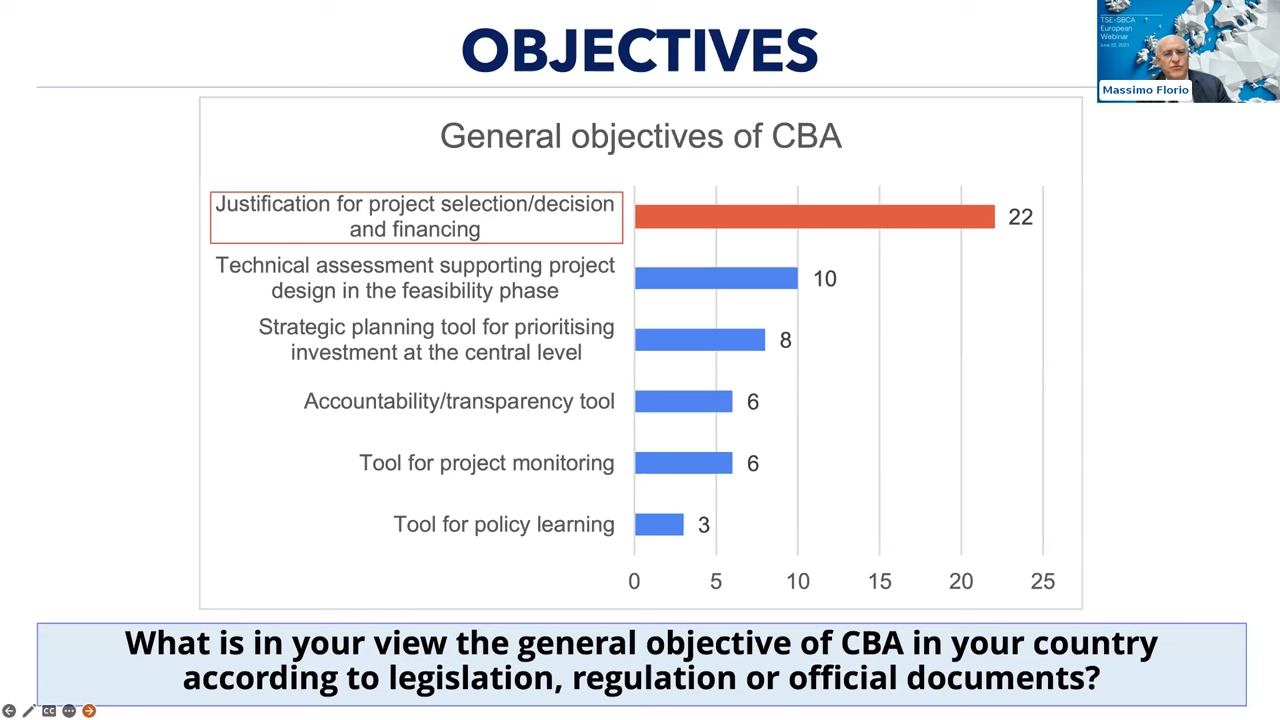 OBJECTIVES
TSE-SBCA
European
Webinar
June 22, 2023
Massimo Florio
General objectives of CBA
Justification for project selection/decision
and financing
22
Technical assessment supporting project
design in the feasibility phase
10
Strategic planning tool for prioritising
investment at the central level
8
Accountability/transparency tool
6
Tool for project monitoring
6
Tool for policy learning
3
0 5 10 15 20 25
What is in your view the general objective of CBA in your country
according to legislation, regulation or official documents?
CC